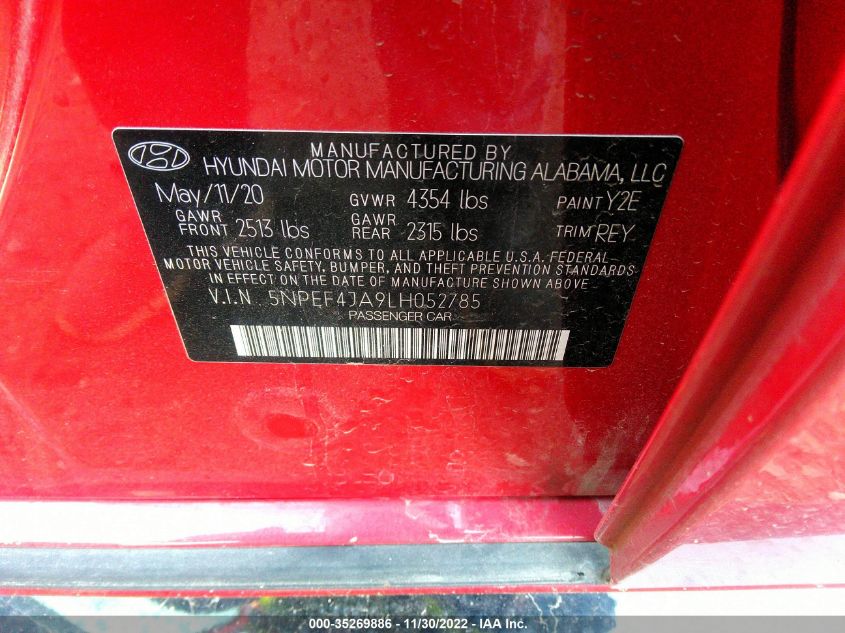 MANUFACTURED BY
HYUNDAI MOTOR MANUFACTURING ALABAMA, LLC
May/11/20 GVWR 4354 lbs PAINT Y2E
GAWR FRONT 2513 lbs GAWR REAR 2315 lbs TRIM REY
THIS VEHICLE CONFORMS TO ALL APPLICABLE U.S.A. FEDERAL
MOTOR VEHICLE SAFETY, BUMPER, AND THEFT PREVENTION STANDARDS
IN EFFECT ON THE DATE OF MANUFACTURE SHOWN ABOVE.
V.I.N 5NPEF4JA9LH052785
PASSENGER CAR
000-35269886 - 11/30/2022 - IAA Inc.